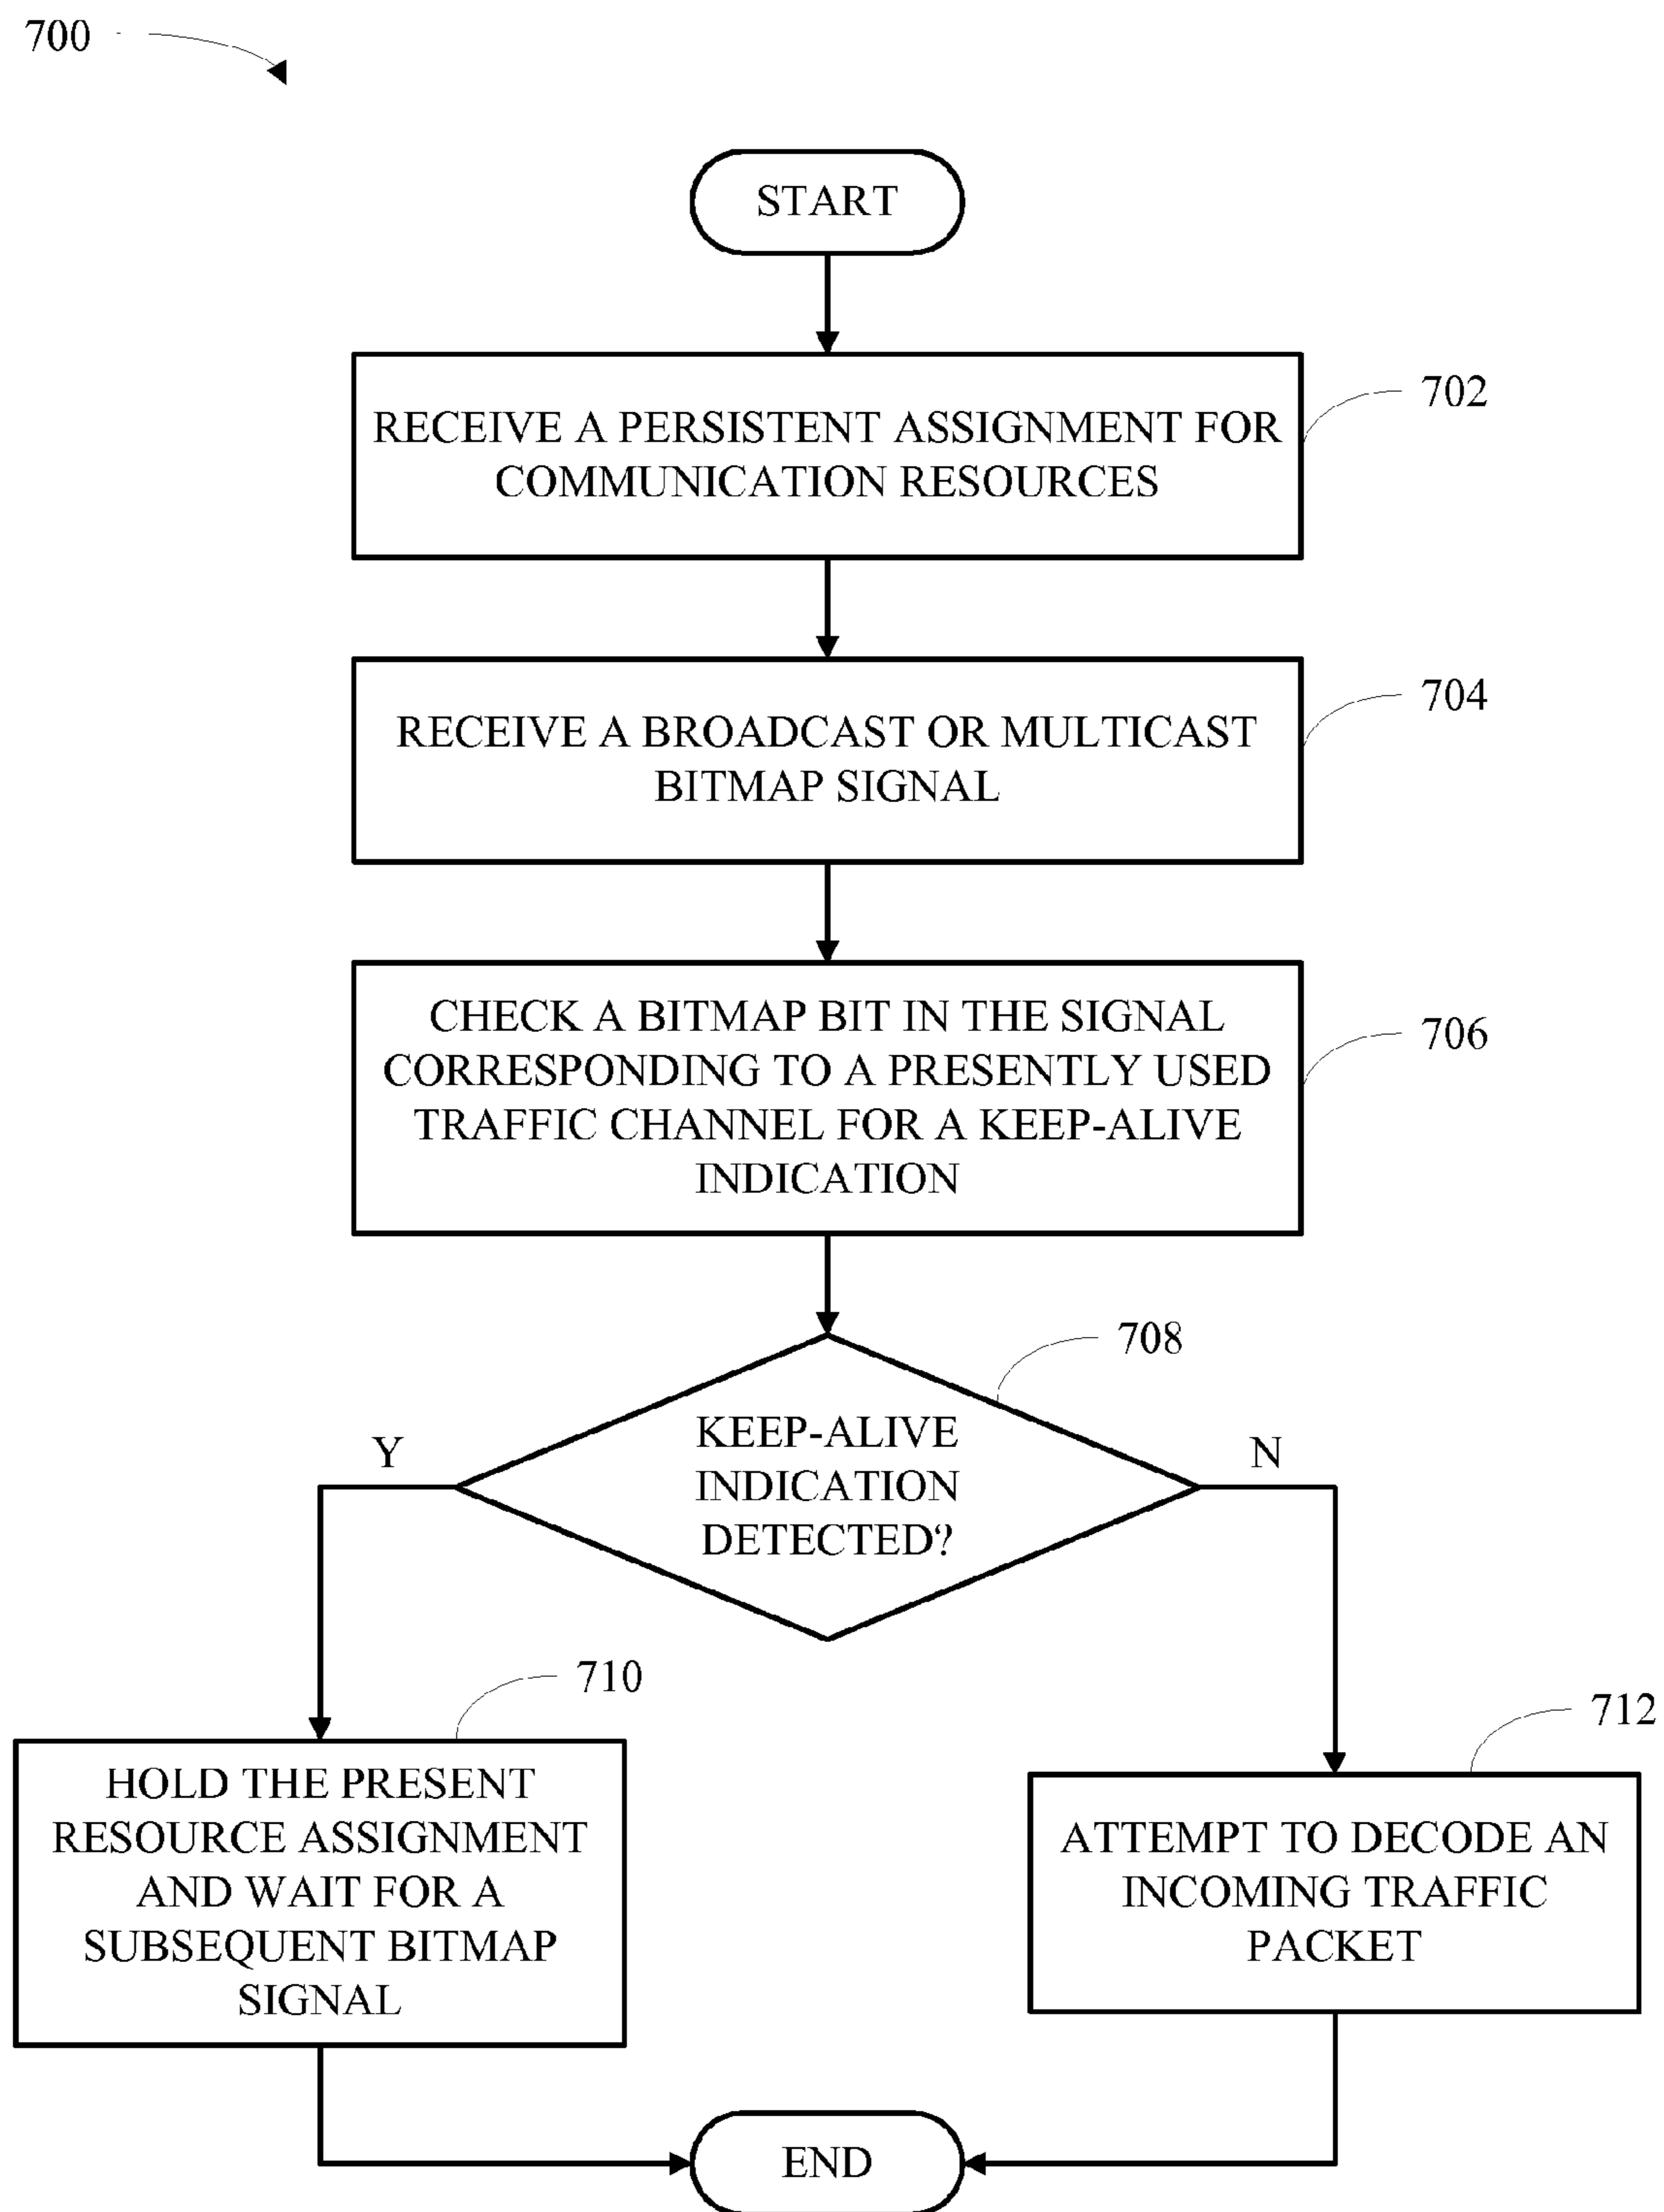 700
START
RECEIVE A PERSISTENT ASSIGNMENT FOR
COMMUNICATION RESOURCES
702
RECEIVE A BROADCAST OR MULTICAST
BITMAP SIGNAL
704
CHECK A BITMAP BIT IN THE SIGNAL
CORRESPONDING TO A PRESENTLY USED
TRAFFIC CHANNEL FOR A KEEP-ALIVE
INDICATION
706
KEEP-ALIVE
INDICATION
DETECTED?
708
Y
N
HOLD THE PRESENT
RESOURCE ASSIGNMENT
AND WAIT FOR A
SUBSEQUENT BITMAP
SIGNAL
710
ATTEMPT TO DECODE AN
INCOMING TRAFFIC
PACKET
712
END